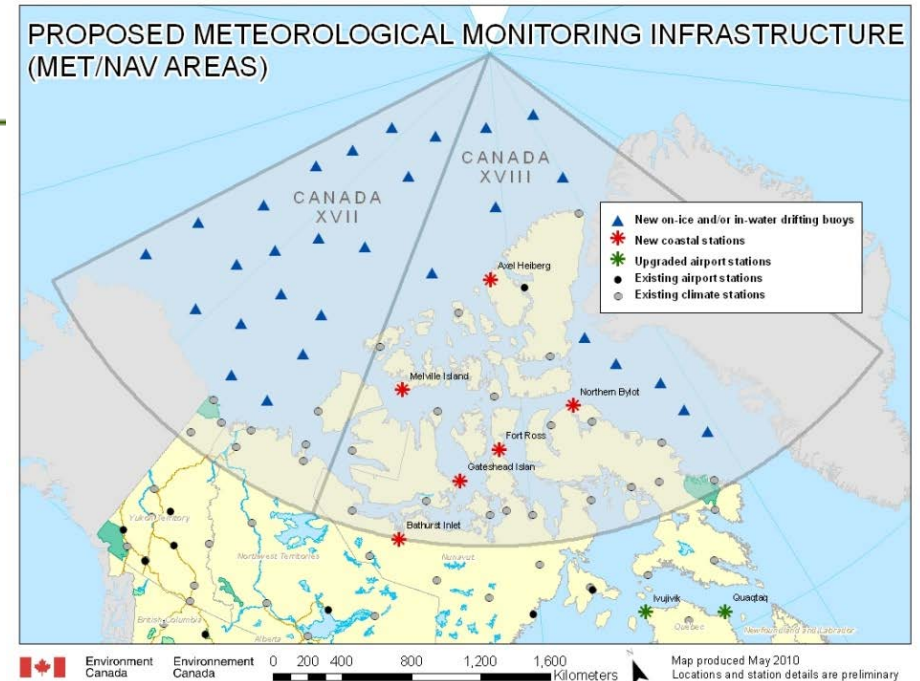 PROPOSED METEOROLOGICAL MONITORING INFRASTRUCTURE
(MET/NAV AREAS)
CANADA
XVIII
CANADA
XVII
New on-ice and/or in-water drifting buoys
New coastal stations
Upgraded airport stations
Existing airport stations
Existing climate stations
Axel Heiberg
Melville Island
Northern Bylot
Fort Ross
Gateshead Islan
Bathurst Inlet
Yukon Territory
Northwest Territories
Nunavut
Ivujivik
Quaqtaq
British Columbia
Alberta
Quebec
Newfoundland and Labrador
Environment
Canada
Environnement
Canada
0 200 400 800 1,200 1,600
Kilometers
N
Map produced May 2010
Locations and station details are preliminary